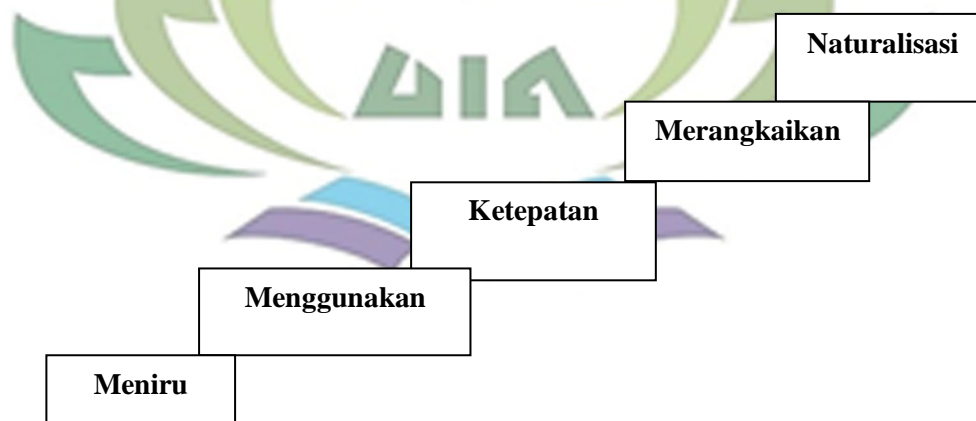 Naturalisasi
Merangkaikan
Ketepatan
Menggunakan
Meniru